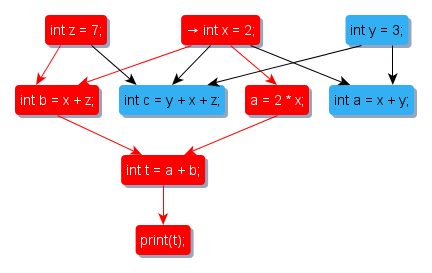 int z = 7;
→ int x = 2;
int y = 3;
int b = x + z;
int c = y + x + z;
a = 2 * x;
int a = x + y;
int t = a + b;
print(t);